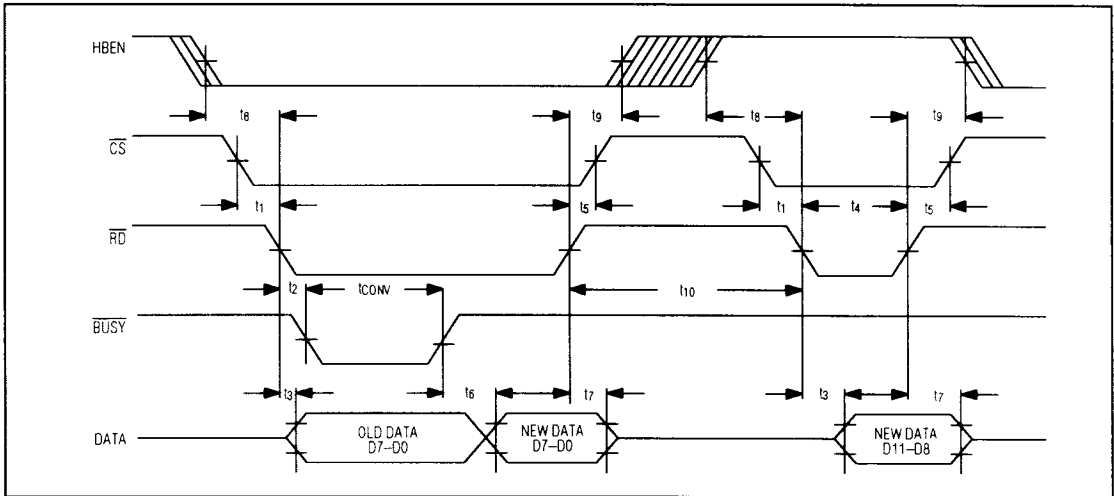 HBEN
t8 t9 t8 t9
CS
t1 t5 t1 t4 t5
RD
t2 tCONV t10
BUSY
t3 t6 t7 t3 t7
DATA
OLD DATA
D7–D0
NEW DATA
D7–D0
NEW DATA
D11–D8